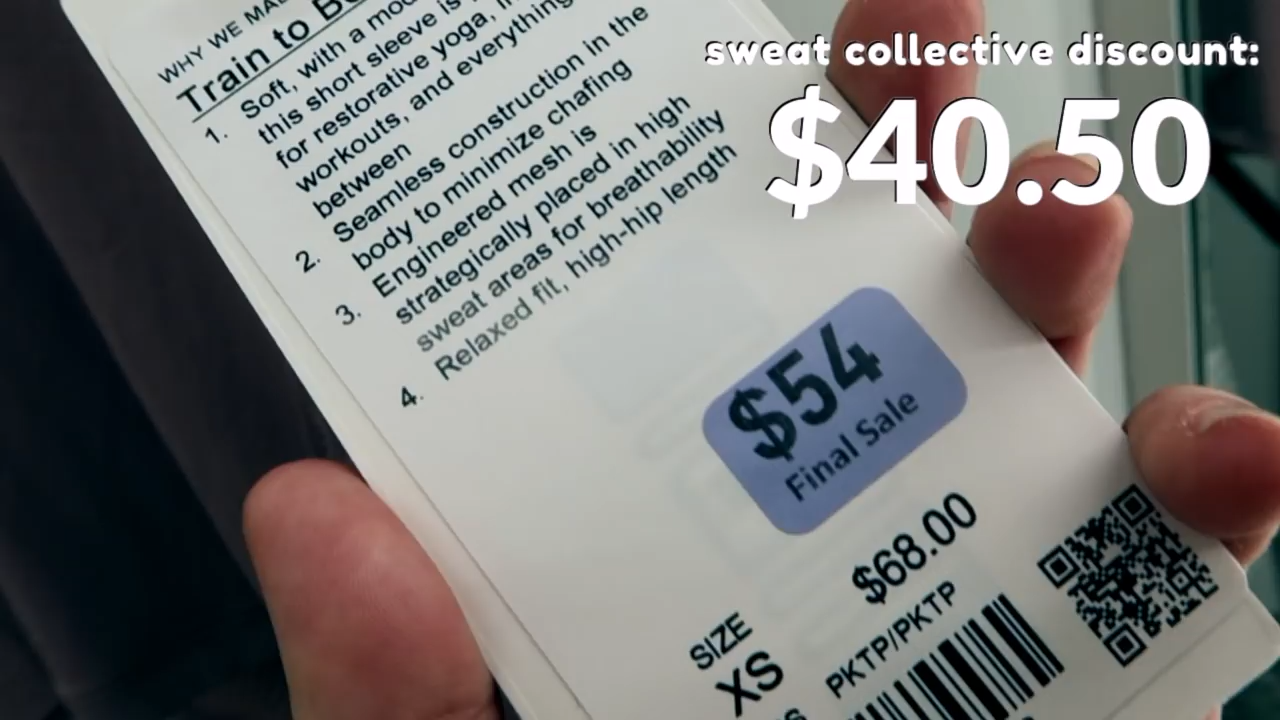 sweat collective discount:
$40.50
WHY WE
Train to
1. Soft, with a
this short sleeve is
for restorative yoga,
workouts, and everything
between
2. Seamless construction in the
body to minimize chafing
3. Engineered mesh is
strategically placed in high
sweat areas for breathability
4. Relaxed fit, high-hip length
$54
Final Sale
$68.00
SIZE
XS
PKTP/PKTP